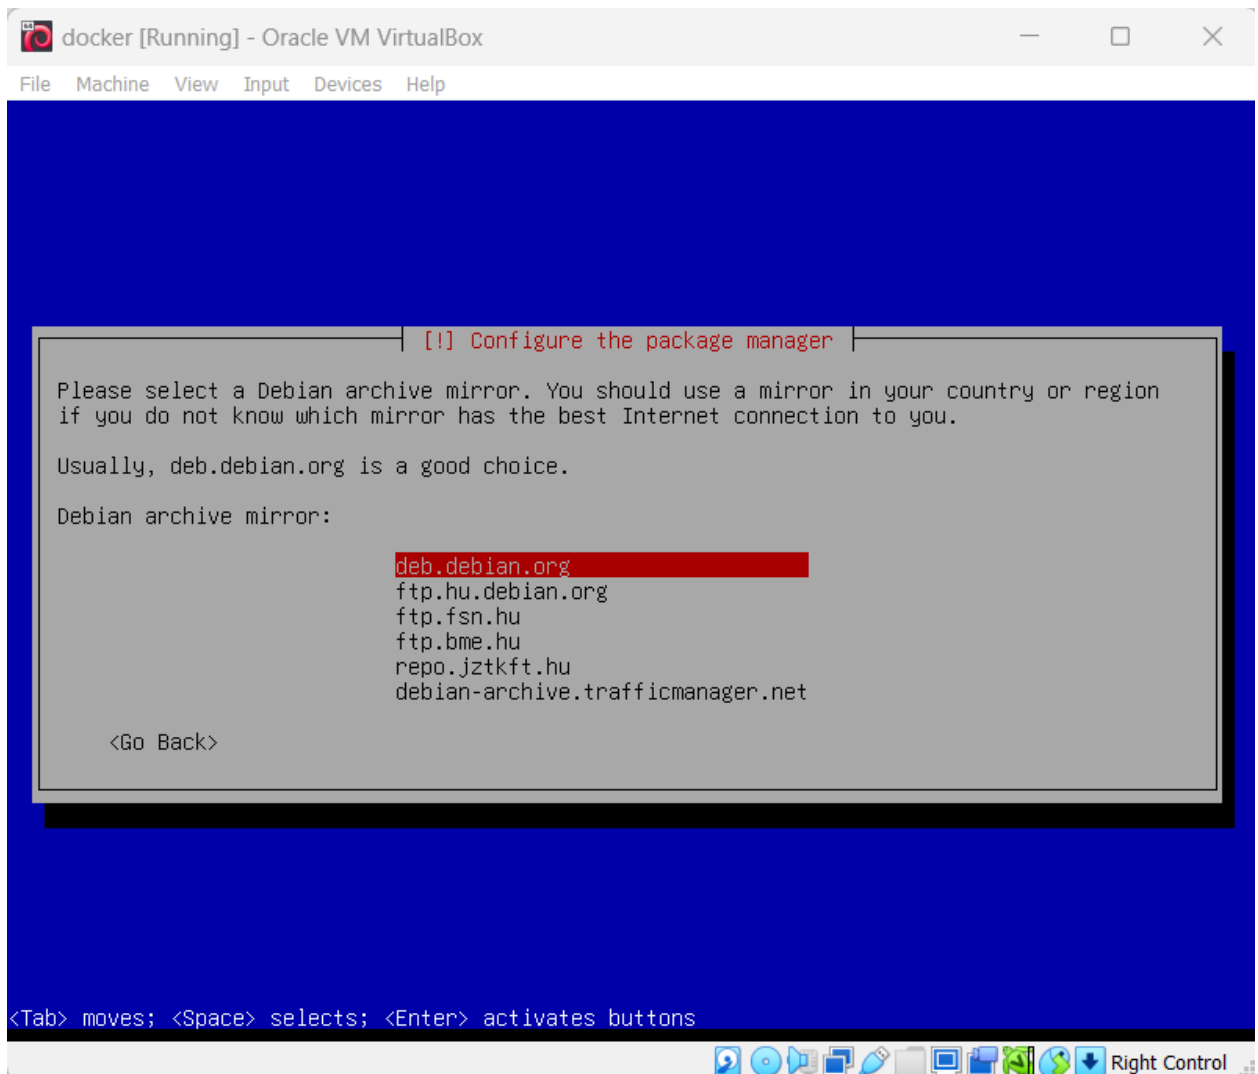 docker [Running] - Oracle VM VirtualBox
File Machine View Input Devices Help
[!] Configure the package manager
Please select a Debian archive mirror. You should use a mirror in your country or region
if you do not know which mirror has the best Internet connection to you.
Usually, deb.debian.org is a good choice.
Debian archive mirror:
deb.debian.org
ftp.hu.debian.org
ftp.fsn.hu
ftp.bme.hu
repo.jztkft.hu
debian-archive.trafficmanager.net
<Go Back>
<Tab> moves; <Space> selects; <Enter> activates buttons
Right Control